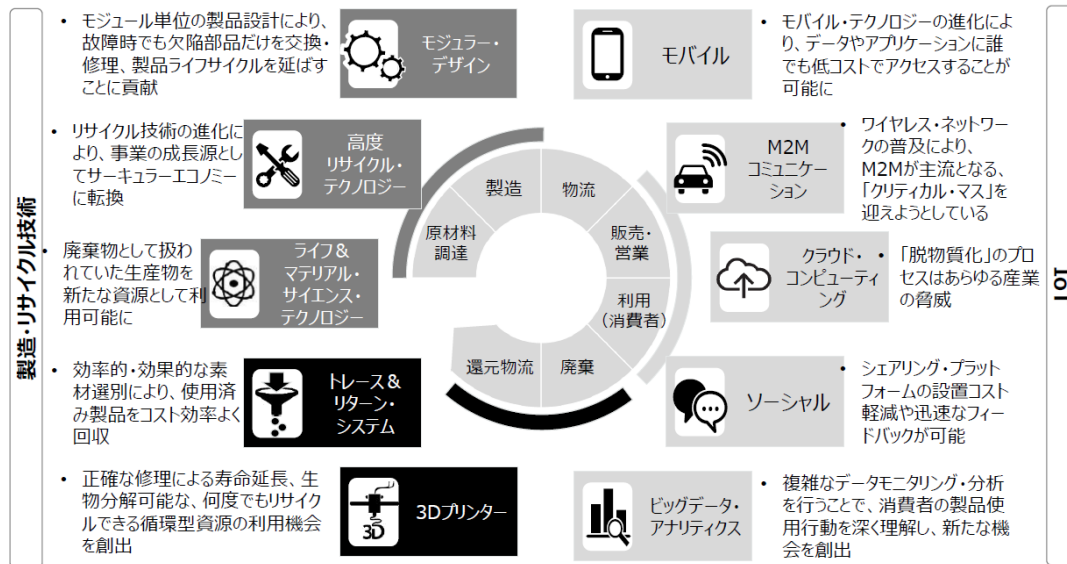 製造・リサイクル技術
• モジュール単位の製品設計により、
故障時でも欠陥部品だけを交換・
修理、製品ライフサイクルを延ばす
ことに貢献
モジュラー・
デザイン
• リサイクル技術の進化によ
り、事業の成長源とし
てサーキュラーエコノミー
に転換
高度
リサイクル・
テクノロジー
• 廃棄物として扱わ
れていた生産物を
新たな資源として利
用可能に
ライフ＆
マテリアル・
サイエンス・
テクノロジー
• 効率的・効果的な素
材選別により、使用済
み製品をコスト効率よく
回収
トレース＆
リターン・
システム
• 正確な修理による寿命延長、生
物分解可能な、何度でもリサイク
ルできる循環型資源の利用機会
を創出
3D
3Dプリンター
原材料
調達
製造
物流
販売・
営業
利用
(消費者)
廃棄
還元物流
モバイル
• モバイル・テクノロジーの進化によ
り、データやアプリケーションに誰
でも低コストでアクセスすることが
可能に
M2M
コミュニケー
ション
• ワイヤレス・ネットワー
クの普及により、
M2Mが主流となる、
「クリティカル・マス」を
迎えようとしている
クラウド・
コンピューティ
ング
• 「脱物質化」のプロ
セスはあらゆる産業
の脅威
ソーシャル
• シェアリング・プラット
フォームの設置コスト
軽減や迅速なフィー
ドバックが可能
ビッグデータ・
アナリティクス
• 複雑なデータモニタリング・分析
を行うことで、消費者の製品使
用行動を深く理解し、新たな機
会を創出
IOT